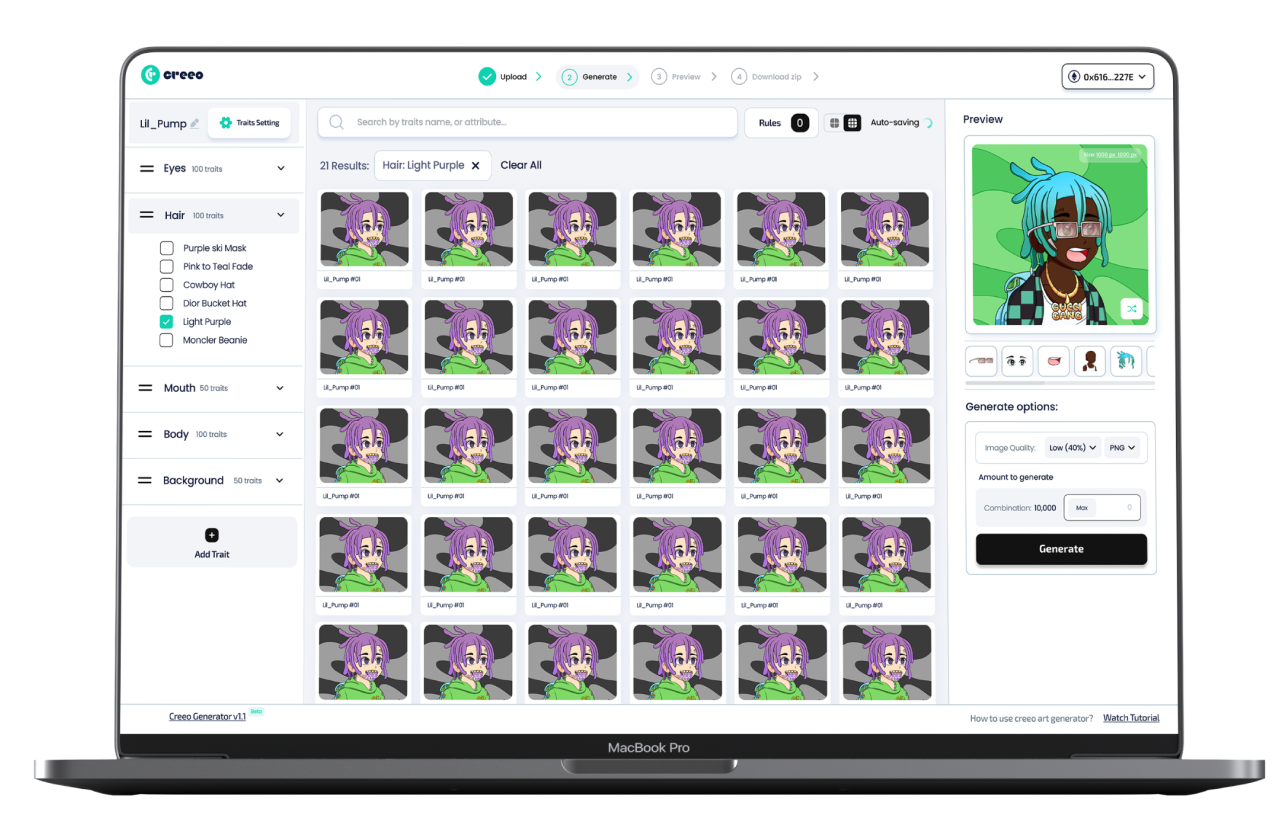 creeo
Upload
2 Generate
3 Preview
4 Download zip
0x616...227E
Lil_Pump
Traits Setting
Search by traits name, or attribute...
Rules 0
Auto-saving
Preview
Size: 1000 px, 1000 px
Eyes 100 traits
21 Results:
Hair: Light Purple
Clear All
Hair 100 traits
Purple ski Mask
Pink to Teal Fade
Cowboy Hat
Dior Bucket Hat
Light Purple
Moncler Beanie
Mouth 50 traits
Body 100 traits
Background 50 traits
Add Trait
Lil_Pump #01 Lil_Pump #01 Lil_Pump #01 Lil_Pump #01 Lil_Pump #01 Lil_Pump #01
Lil_Pump #01 Lil_Pump #01 Lil_Pump #01 Lil_Pump #01 Lil_Pump #01 Lil_Pump #01
Lil_Pump #01 Lil_Pump #01 Lil_Pump #01 Lil_Pump #01 Lil_Pump #01 Lil_Pump #01
Lil_Pump #01 Lil_Pump #01 Lil_Pump #01 Lil_Pump #01 Lil_Pump #01 Lil_Pump #01
GUCCI
GANG
Generate options:
Image Quality: Low (40%) PNG
Amount to generate
Combination: 10,000 Max 0
Generate
Creeo Generator v1.1 Beta
How to use creeo art generator? Watch Tutorial
MacBook Pro